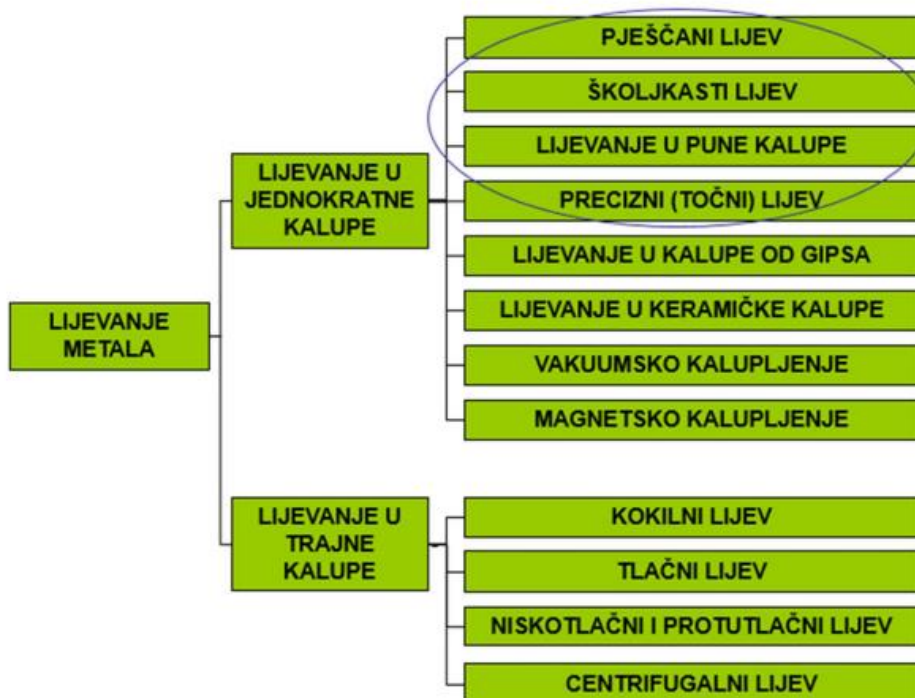 LIJEVANJE
METALA
LIJEVANJE U
JEDNOKRATNE
KALUPE
PJEŠČANI LIJEV
ŠKOLJKASTI LIJEV
LIJEVANJE U PUNE KALUPE
PRECIZNI (TOČNI) LIJEV
LIJEVANJE U KALUPE OD GIPSA
LIJEVANJE U KERAMIČKE KALUPE
VAKUUMSKO KALUPLJENJE
MAGNETSKO KALUPLJENJE
LIJEVANJE U
TRAJNE
KALUPE
KOKILNI LIJEV
TLAČNI LIJEV
NISKOTLAČNI I PROTUTLAČNI LIJEV
CENTRIFUGALNI LIJEV